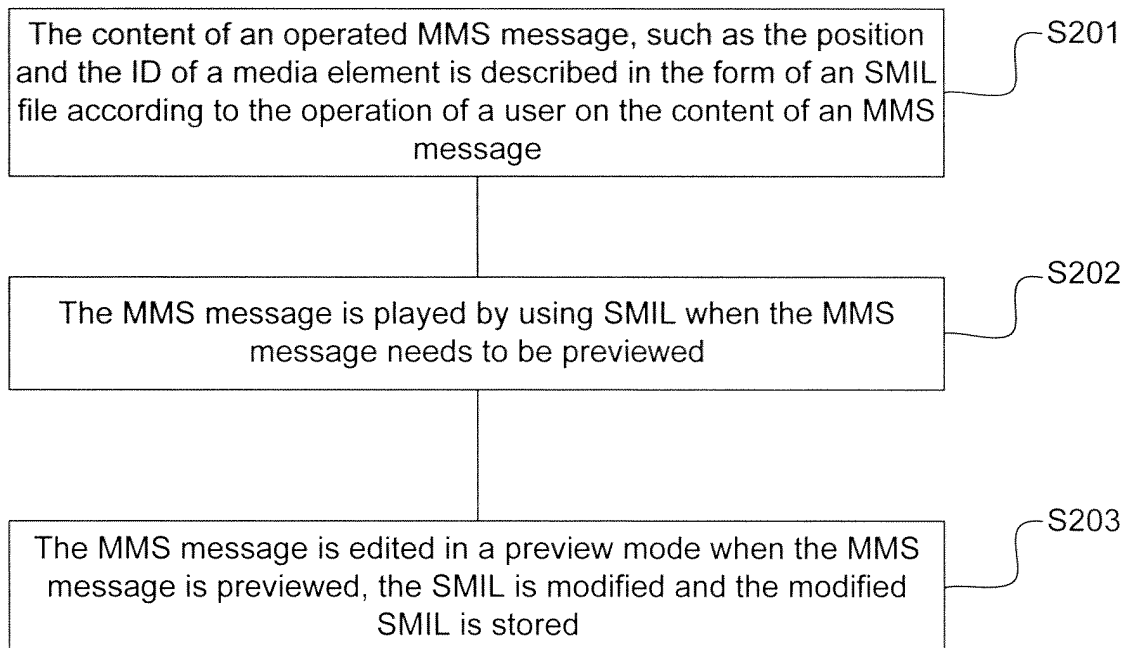 The content of an operated MMS message, such as the position
and the ID of a media element is described in the form of an SMIL
file according to the operation of a user on the content of an MMS
message
S201
The MMS message is played by using SMIL when the MMS
message needs to be previewed
S202
The MMS message is edited in a preview mode when the MMS
message is previewed, the SMIL is modified and the modified
SMIL is stored
S203